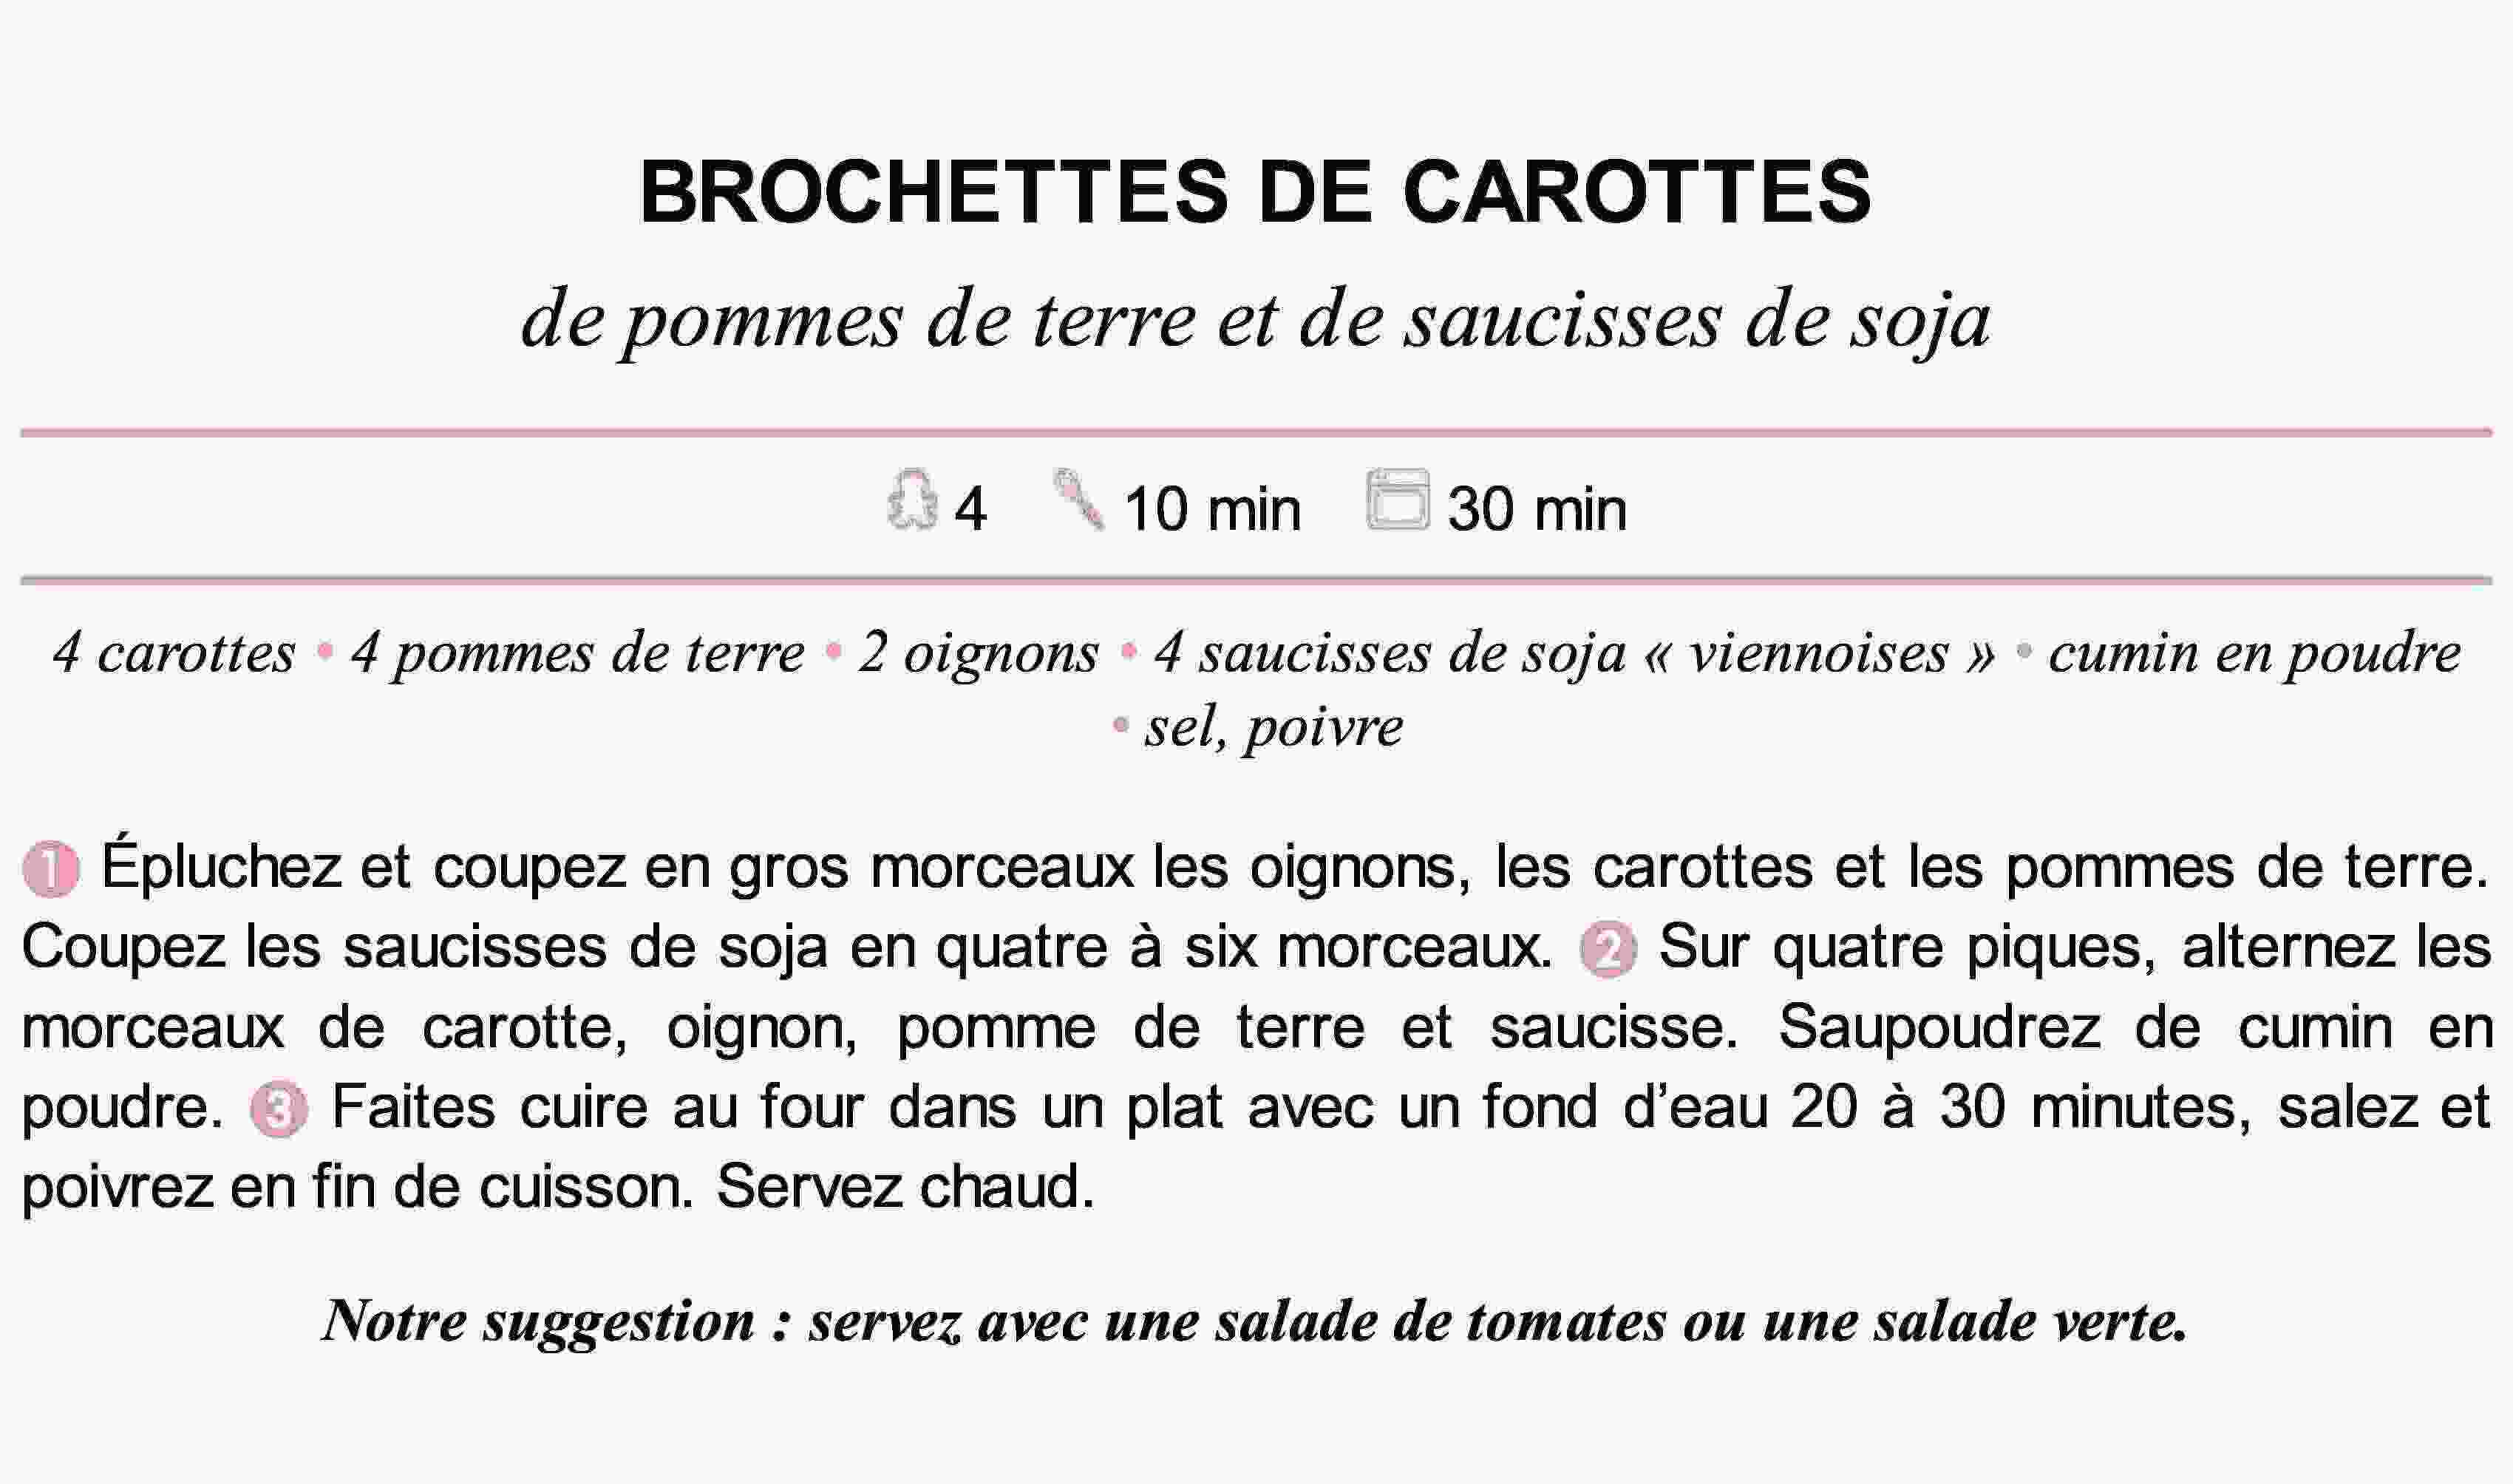 BROCHETTES DE CAROTTES
de pommes de terre et de saucisses de soja
4 10 min 30 min
4 carottes • 4 pommes de terre • 2 oignons • 4 saucisses de soja « viennoises » • cumin en poudre
• sel, poivre
1 Épluchez et coupez en gros morceaux les oignons, les carottes et les pommes de terre.
Coupez les saucisses de soja en quatre à six morceaux. 2 Sur quatre piques, alternez les
morceaux de carotte, oignon, pomme de terre et saucisse. Saupoudrez de cumin en
poudre. 3 Faites cuire au four dans un plat avec un fond d’eau 20 à 30 minutes, salez et
poivrez en fin de cuisson. Servez chaud.
Notre suggestion : servez avec une salade de tomates ou une salade verte.